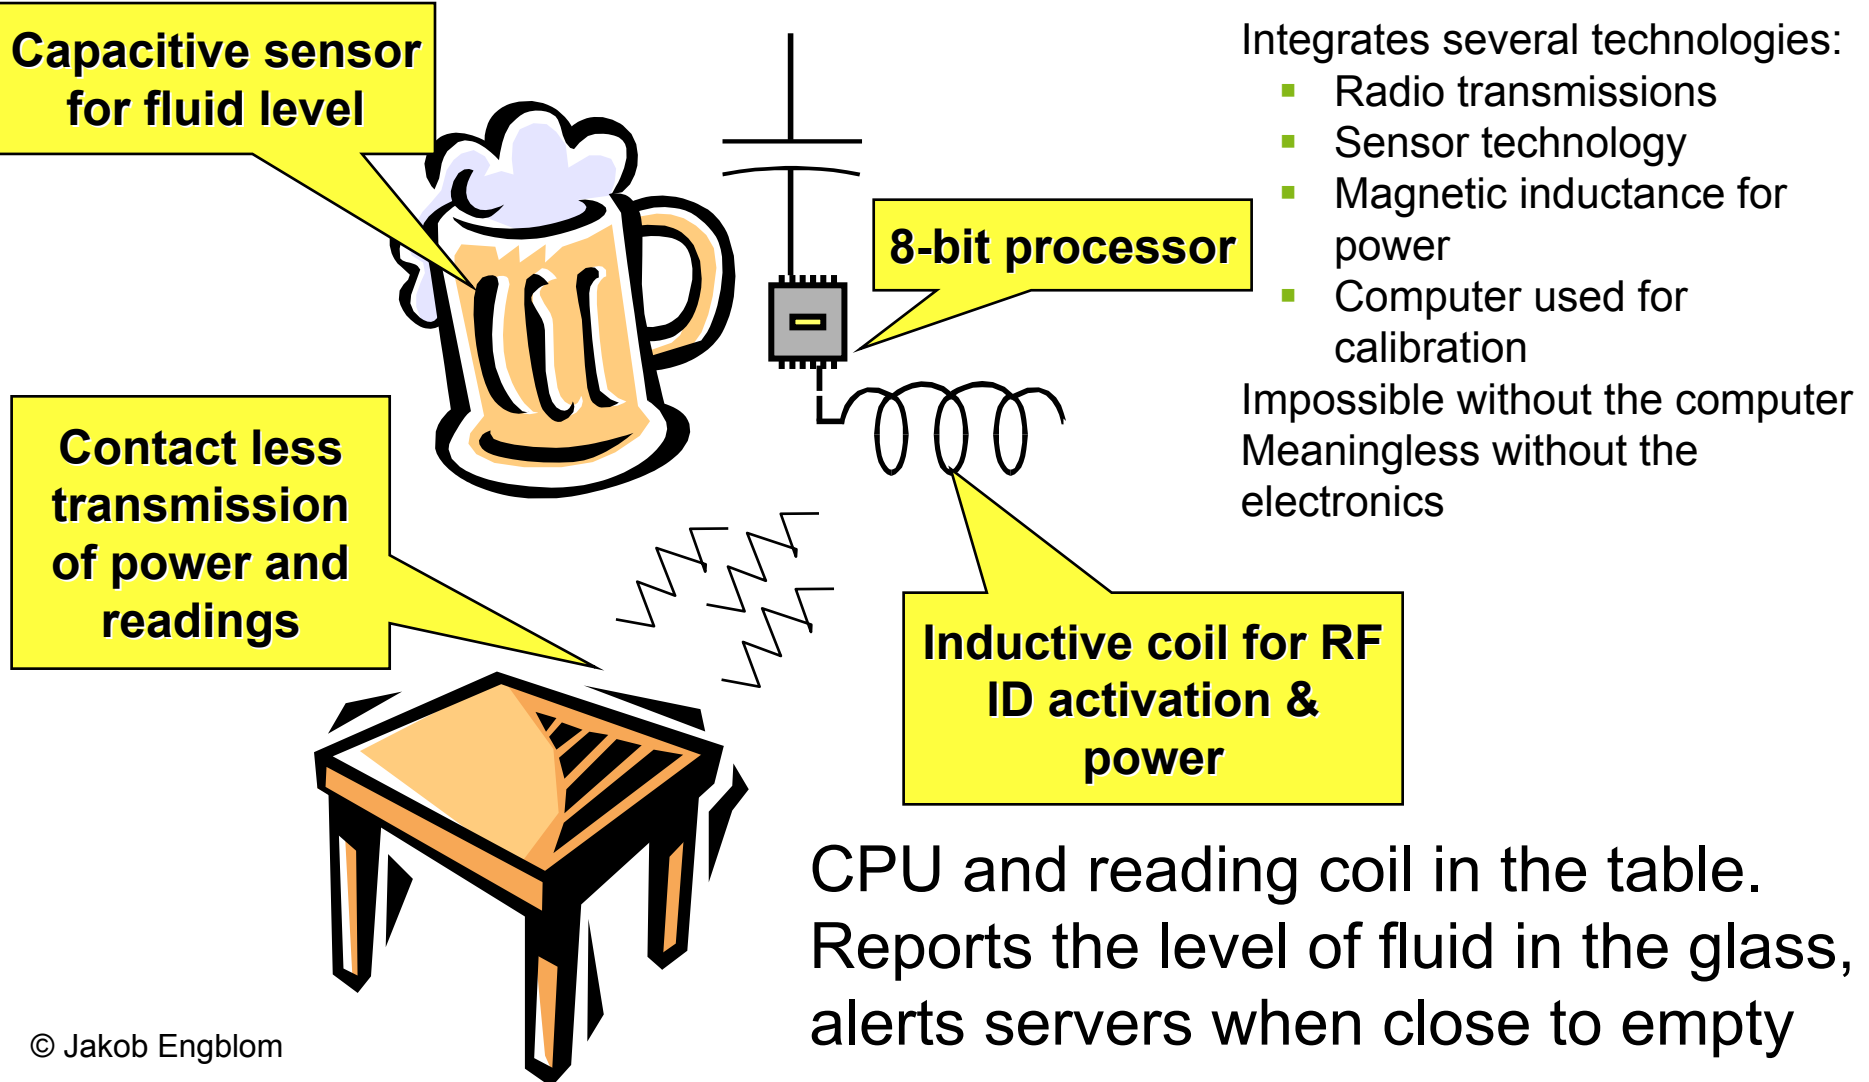 Capacitive sensor
for fluid level
Integrates several technologies:
▪ Radio transmissions
▪ Sensor technology
▪ Magnetic inductance for
power
▪ Computer used for
calibration
Impossible without the computer
Meaningless without the
electronics
8-bit processor
Contact less
transmission
of power and
readings
Inductive coil for RF
ID activation &
power
CPU and reading coil in the table.
Reports the level of fluid in the glass,
alerts servers when close to empty
© Jakob Engblom